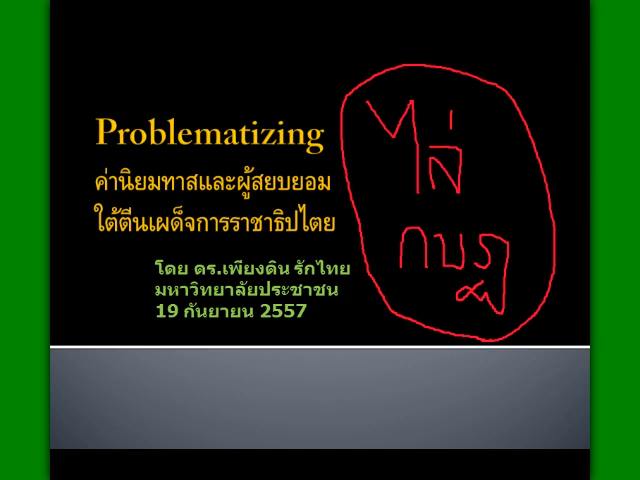 Problematizing
ค่านิยมทาสและผู้สยบยอม
ใต้ตีนเผด็จการราชาธิปไตย
โดย ดร.เพียงดิน รักไทย
มหาวิทยาลัยประชาชน
19 กันยายน 2557
ไล่
กบฏ